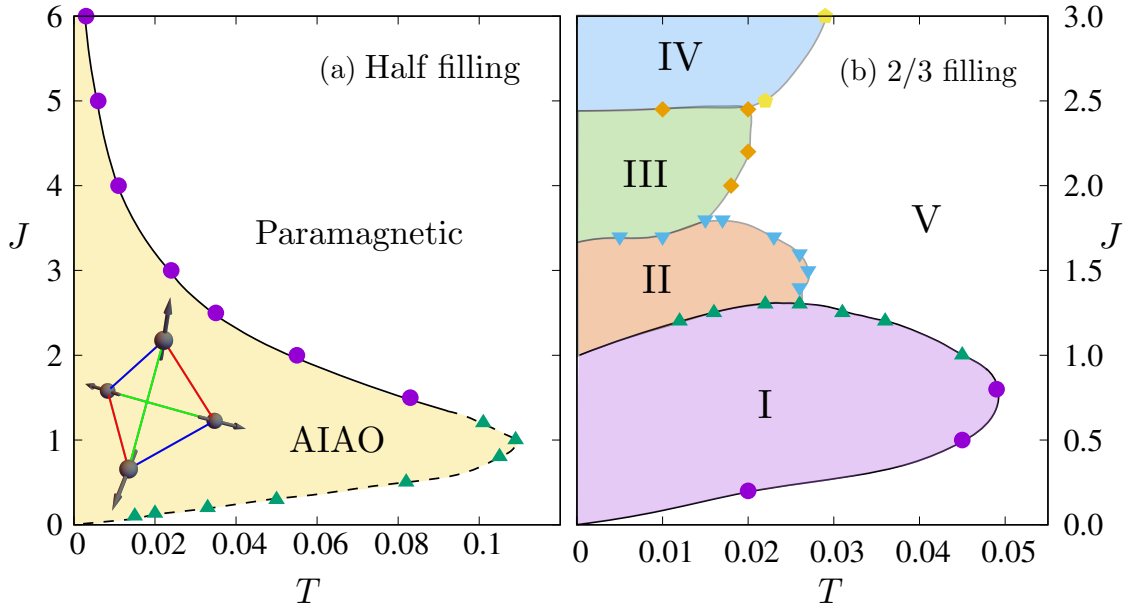 (a) Half filling
Paramagnetic
AIAO
J
6
5
4
3
2
1
0
0 0.02 0.04 0.06 0.08 0.1
T
(b) 2/3 filling
IV
III
II
I
V
3.0
2.5
2.0
1.5
1.0
0.5
0.0
J
0 0.01 0.02 0.03 0.04 0.05
T